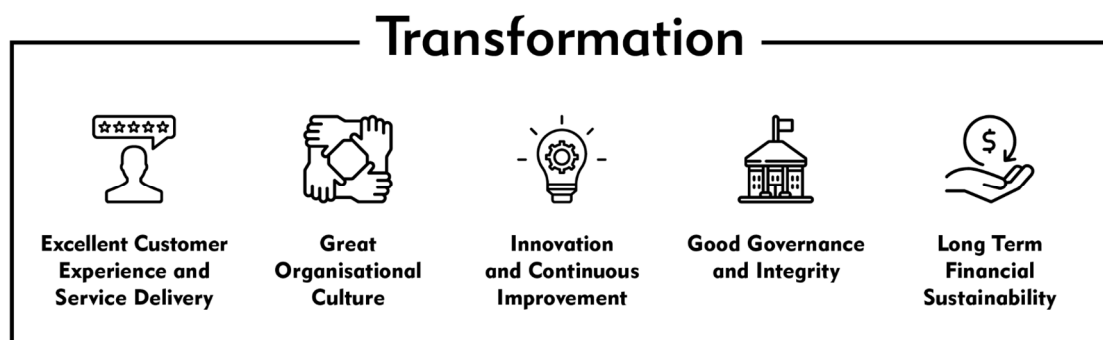 Transformation
Excellent Customer
Experience and
Service Delivery
Great
Organisational
Culture
Innovation
and Continuous
Improvement
Good Governance
and Integrity
$
Long Term
Financial
Sustainability